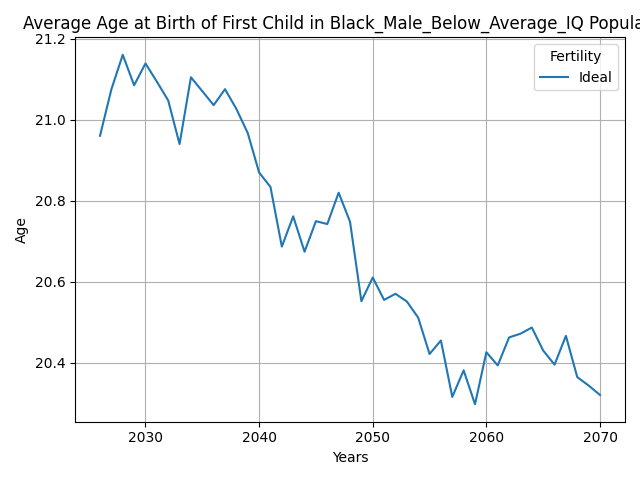 Average Age at Birth of First Child in Black_Male_Below_Average_IQ Popula
21.2
21.0
20.8
20.6
20.4
Age
Fertility
Ideal
2030 2040 2050 2060 2070
Years